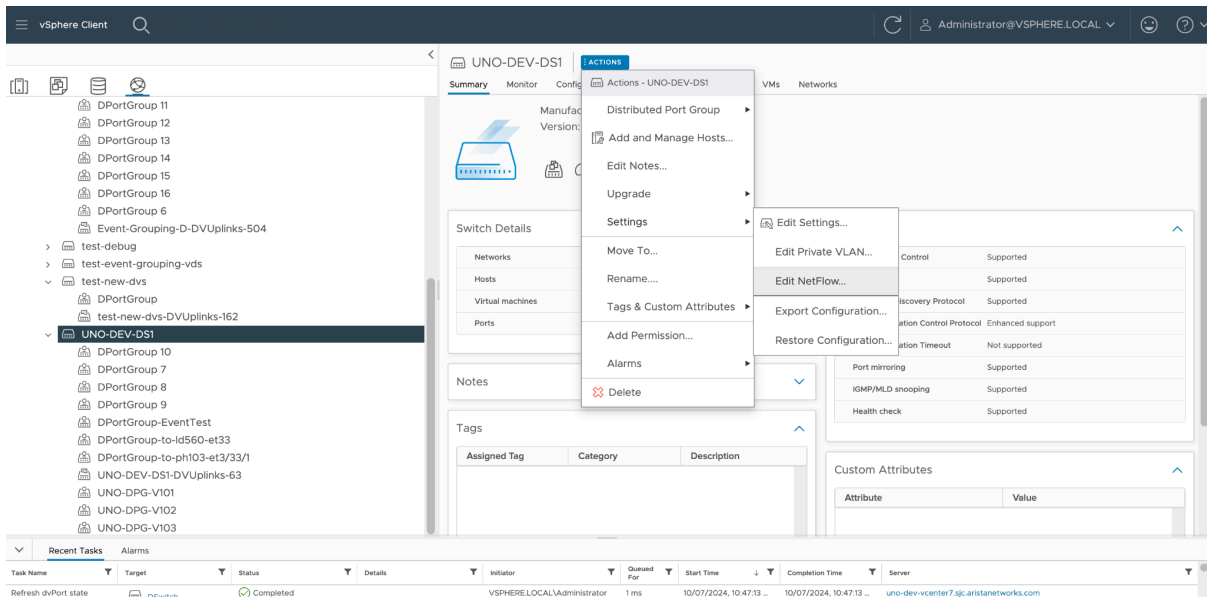 vSphere Client
Administrator@VSPHERE.LOCAL
UNO-DEV-DS1
ACTIONS
Summary Monitor VMs Networks
Actions - UNO-DEV-DS1
Distributed Port Group
Add and Manage Hosts...
Edit Notes...
Upgrade
Settings
Move To...
Rename....
Tags & Custom Attributes
Add Permission...
Alarms
Delete
Edit Settings...
Edit Private VLAN...
Edit NetFlow...
Export Configuration...
Restore Configuration...
DPortGroup 11
DPortGroup 12
DPortGroup 13
DPortGroup 14
DPortGroup 15
DPortGroup 16
DPortGroup 6
Event-Grouping-D-DVUplinks-504
test-debug
test-event-grouping-vds
test-new-dvs
DPortGroup
test-new-dvs-DVUplinks-162
UNO-DEV-DS1
DPortGroup 10
DPortGroup 7
DPortGroup 8
DPortGroup 9
DPortGroup-EventTest
DPortGroup-to-ld560-et33
DPortGroup-to-ph103-et3/33/1
UNO-DEV-DS1-DVUplinks-63
UNO-DPG-V101
UNO-DPG-V102
UNO-DPG-V103
Version:
Switch Details
Networks
Hosts
Virtual machines
Ports
Notes
Tags
Assigned Tag Category Description
Control Supported
Discovery Protocol Supported
Control Protocol Enhanced support
Timeout Not supported
Port mirroring Supported
IGMP/MLD snooping Supported
Health check Supported
Custom Attributes
Attribute Value
Recent Tasks Alarms
Task Name Target Status Details Initiator Queued For Start Time Completion Time Server
Refresh dvPort state DSwitch Completed VSPHERE.LOCAL\Administrator 1 ms 10/07/2024, 10:47:13 ... 10/07/2024, 10:47:13 ... uno-dev-vcenter7.sjc.aristanetworks.com